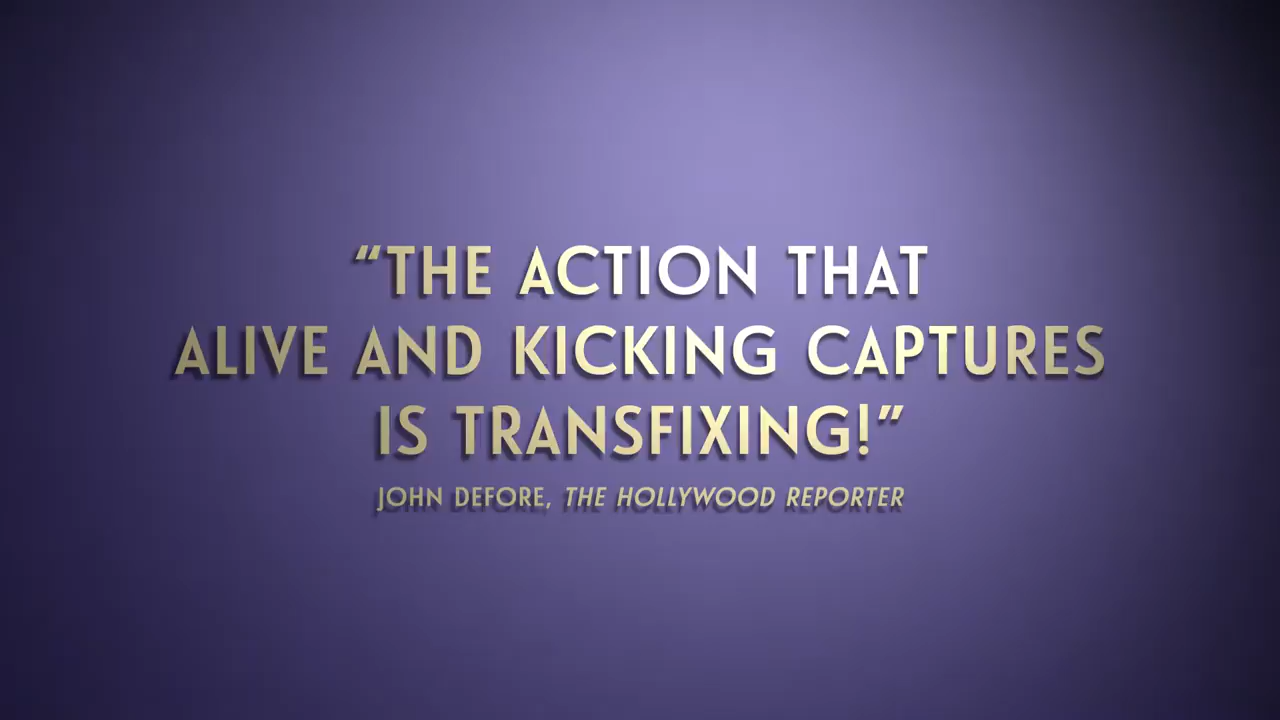 “THE ACTION THAT
ALIVE AND KICKING CAPTURES
IS TRANSFIXING!”
JOHN DEFORE, THE HOLLYWOOD REPORTER